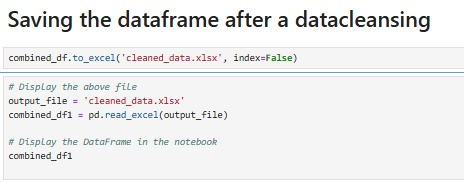 Saving the dataframe after a datacleansing
combined_df.to_excel('cleaned_data.xlsx', index=False)
# Display the above file
output_file = 'cleaned_data.xlsx'
combined_df1 = pd.read_excel(output_file)
# Display the DataFrame in the notebook
combined_df1